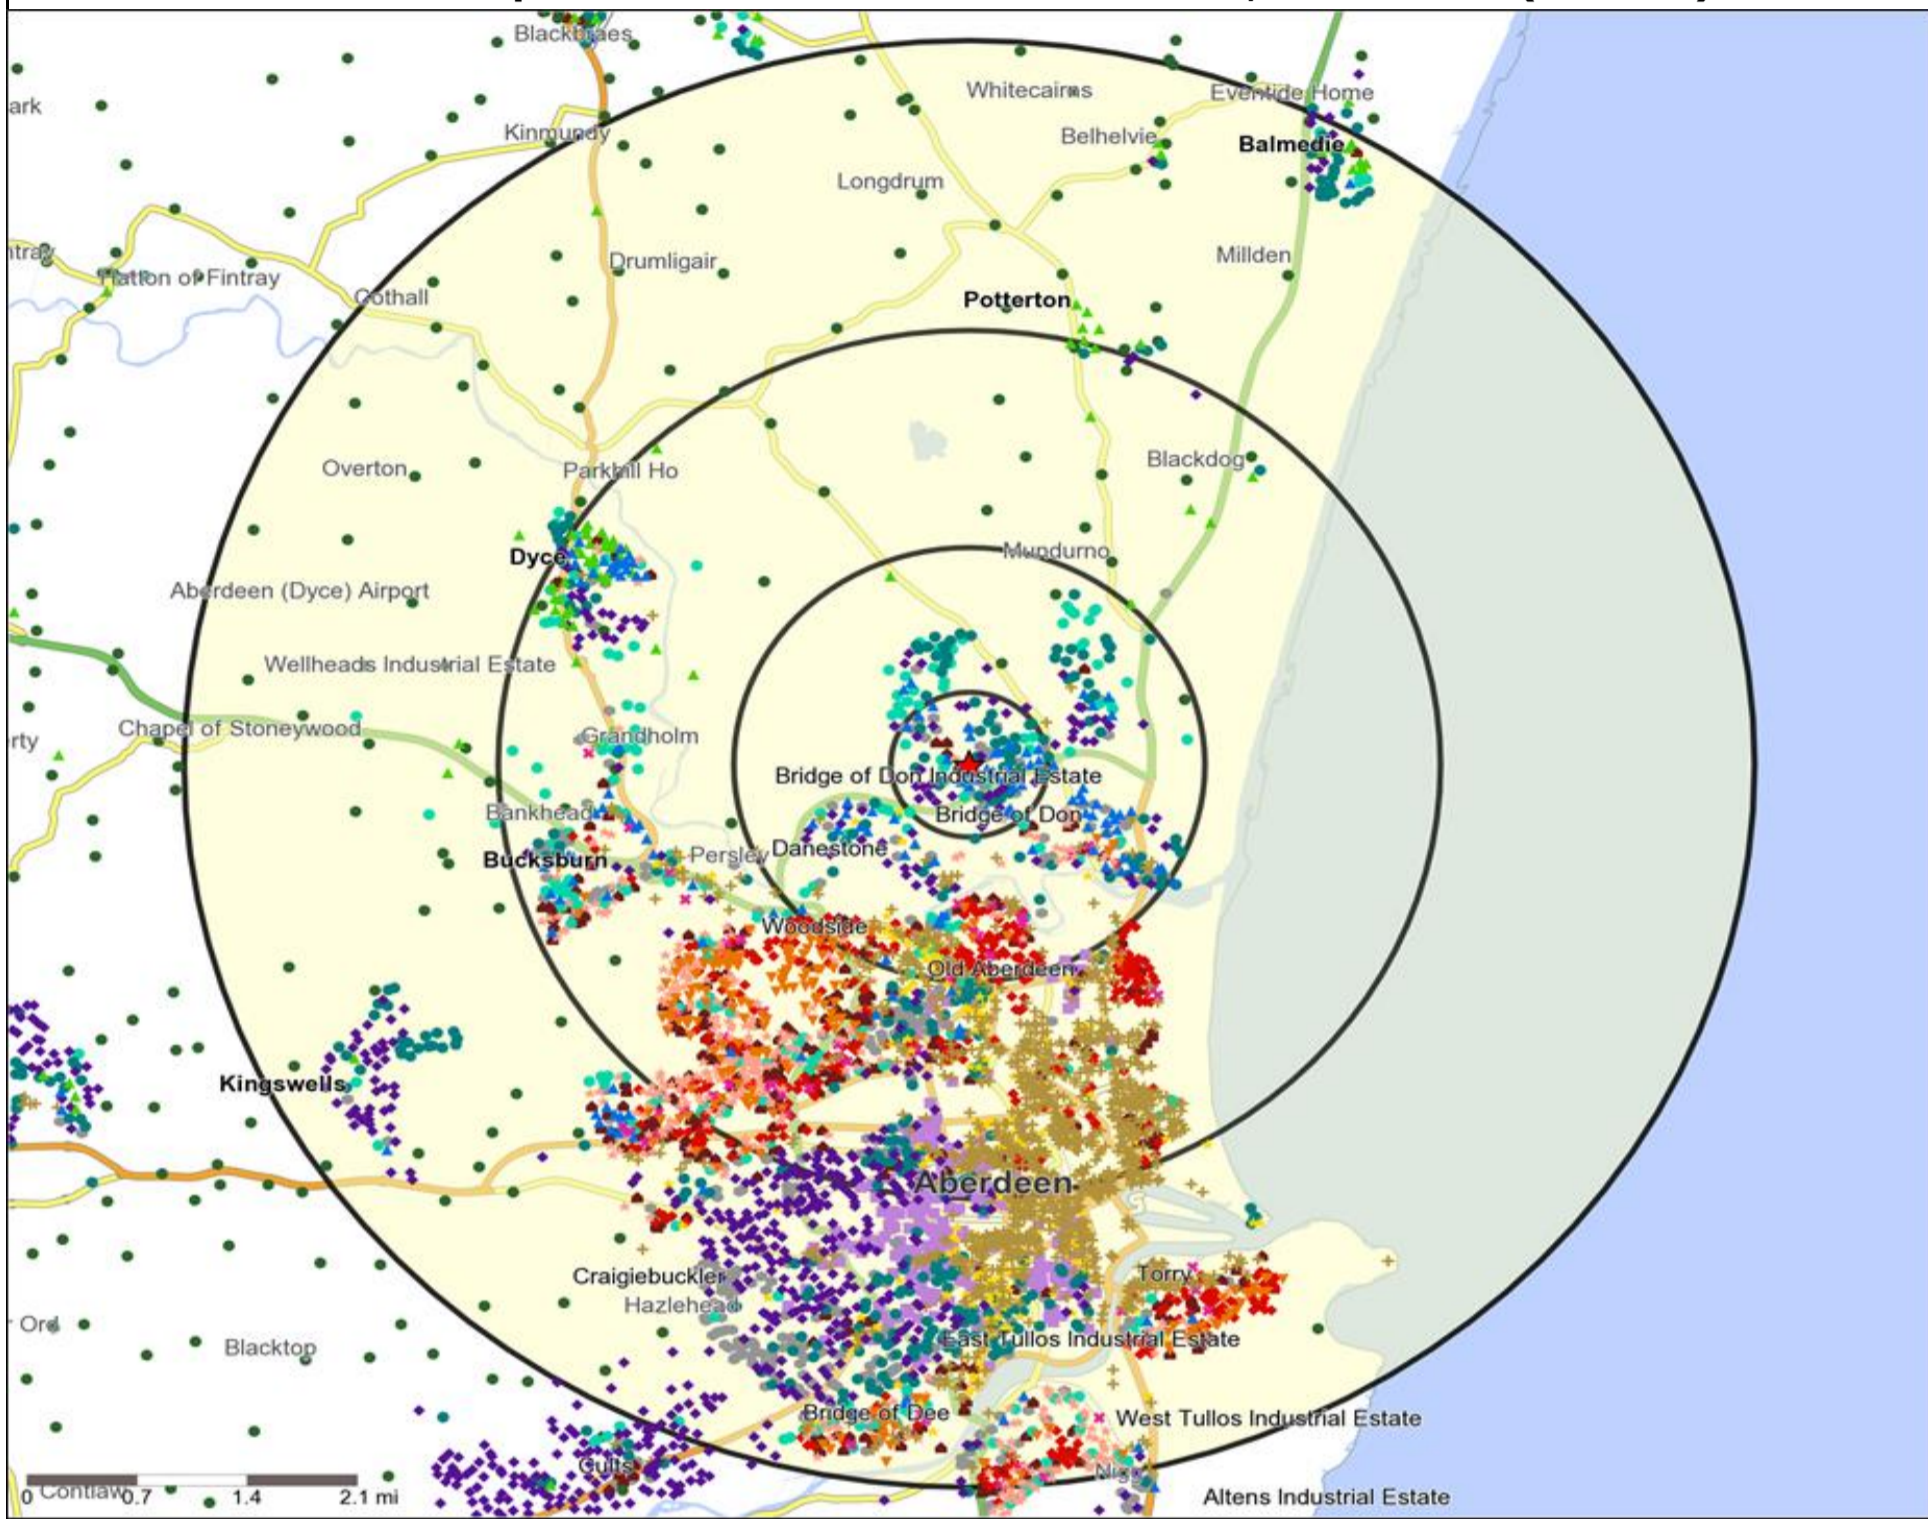 Blackbraes
Whitecairns
Eventide Home
ark
Kinmundy
Belhelvie
Balmedie
Longdrum
ntray
Hatton of Fintray
Drumligair
Millden
Cothall
Potterton
Overton
Parkhill Ho
Blackdog
Dyce
Mundurno
Aberdeen (Dyce) Airport
Wellheads Industrial Estate
Chapel of Stoneywood
Grandholm
rty
Bridge of Don Industrial Estate
Bankhead
Bridge of Don
Bucksburn
Persley
Danestone
Woodside
Old Aberdeen
Kingswells
Aberdeen
Craigiebuckler
Torry
Hazlehead
Ord
Blacktop
East Tullos Industrial Estate
Bridge of Dee
West Tullos Industrial Estate
Cults
Nigg
Contlaw
0 0.7 1.4 2.1 mi
Altens Industrial Estate